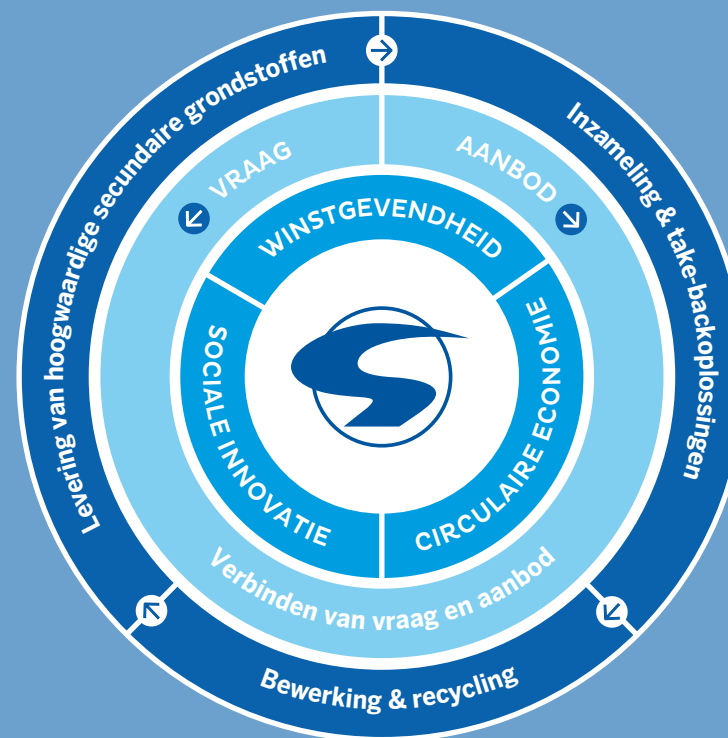 Levering van hoogwaardige secundaire grondstoffen
Inzameling & take-backoplossingen
Bewerking & recycling
VRAAG
AANBOD
Verbinden van vraag en aanbod
WINSTGEVENDHEID
SOCIALE INNOVATIE
CIRCULAIRE ECONOMIE